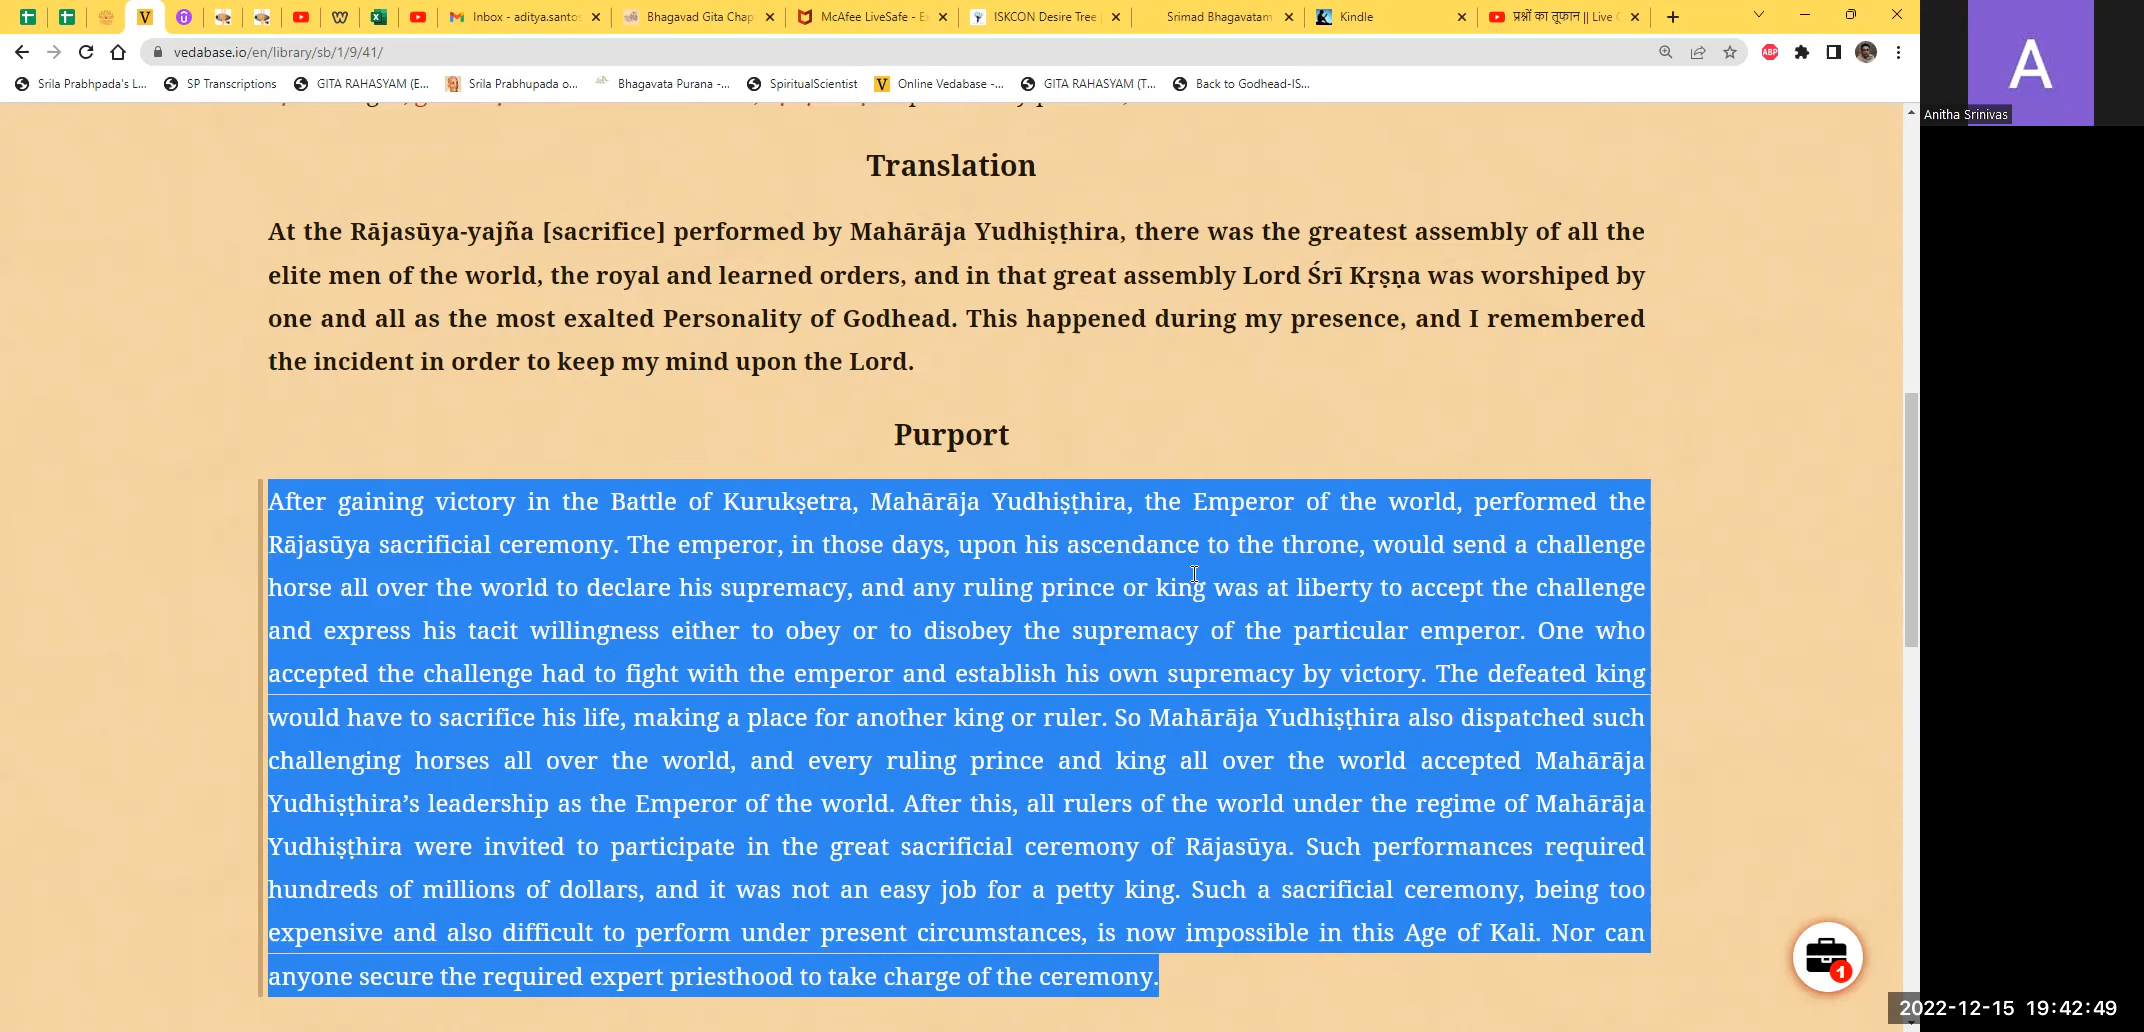 Inbox - aditya.santo
Bhagavad Gita Chap
McAfee LiveSafe - E
ISKCON Desire Tree
Srimad Bhagavatam
Kindle
प्रश्नों का तूफान || Live
vedabase.io/en/library/sb/1/9/41/
ABP
Srila Prabhpada's L...
SP Transcriptions
GITA RAHASYAM (E...
Srila Prabhupada o...
Bhagavata Purana -...
SpiritualScientist
Online Vedabase -...
GITA RAHASYAM (T...
Back to Godhead-IS...
A
Anitha Srinivas
Translation
At the Rājasūya-yajña [sacrifice] performed by Mahārāja Yudhiṣṭhira, there was the greatest assembly of all the
elite men of the world, the royal and learned orders, and in that great assembly Lord Śrī Kṛṣṇa was worshiped by
one and all as the most exalted Personality of Godhead. This happened during my presence, and I remembered
the incident in order to keep my mind upon the Lord.
Purport
After gaining victory in the Battle of Kurukṣetra, Mahārāja Yudhiṣṭhira, the Emperor of the world, performed the
Rājasūya sacrificial ceremony. The emperor, in those days, upon his ascendance to the throne, would send a challenge
horse all over the world to declare his supremacy, and any ruling prince or king was at liberty to accept the challenge
and express his tacit willingness either to obey or to disobey the supremacy of the particular emperor. One who
accepted the challenge had to fight with the emperor and establish his own supremacy by victory. The defeated king
would have to sacrifice his life, making a place for another king or ruler. So Mahārāja Yudhiṣṭhira also dispatched such
challenging horses all over the world, and every ruling prince and king all over the world accepted Mahārāja
Yudhiṣṭhira’s leadership as the Emperor of the world. After this, all rulers of the world under the regime of Mahārāja
Yudhiṣṭhira were invited to participate in the great sacrificial ceremony of Rājasūya. Such performances required
hundreds of millions of dollars, and it was not an easy job for a petty king. Such a sacrificial ceremony, being too
expensive and also difficult to perform under present circumstances, is now impossible in this Age of Kali. Nor can
anyone secure the required expert priesthood to take charge of the ceremony.
1
2022-12-15 19:42:49